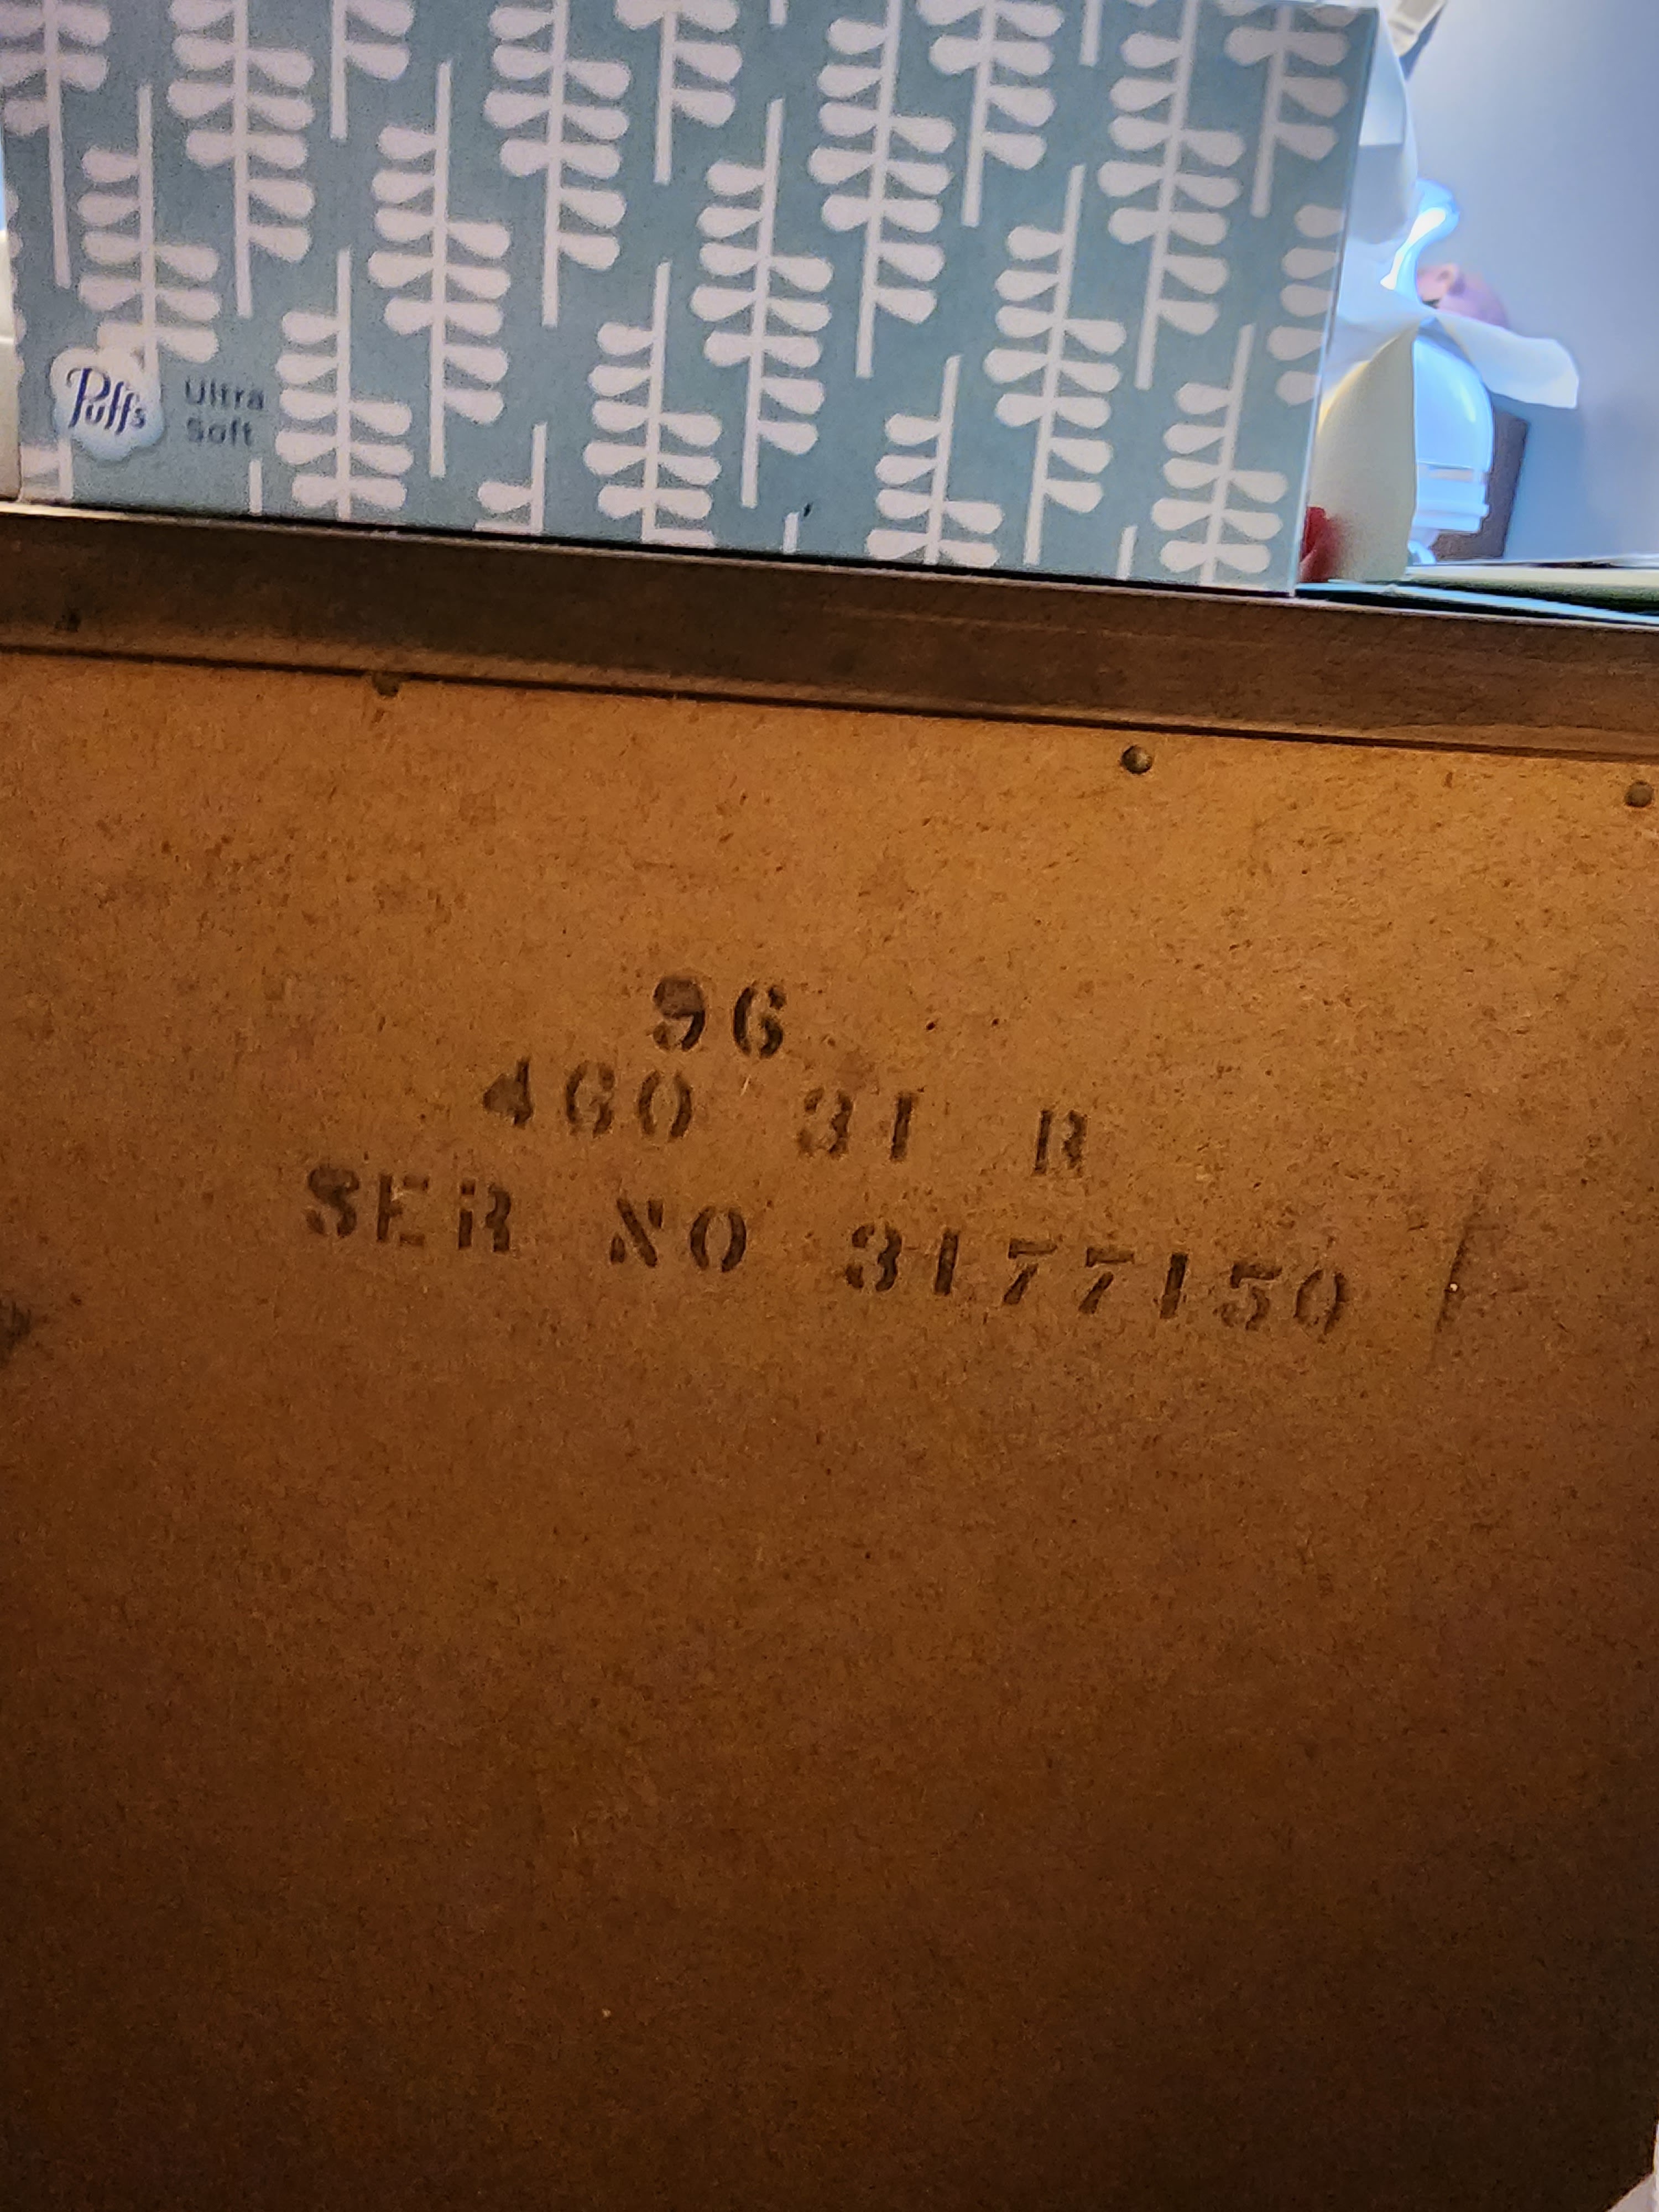 Puffs
Ultra
Soft
96
460 31 R
SER NO 3177150